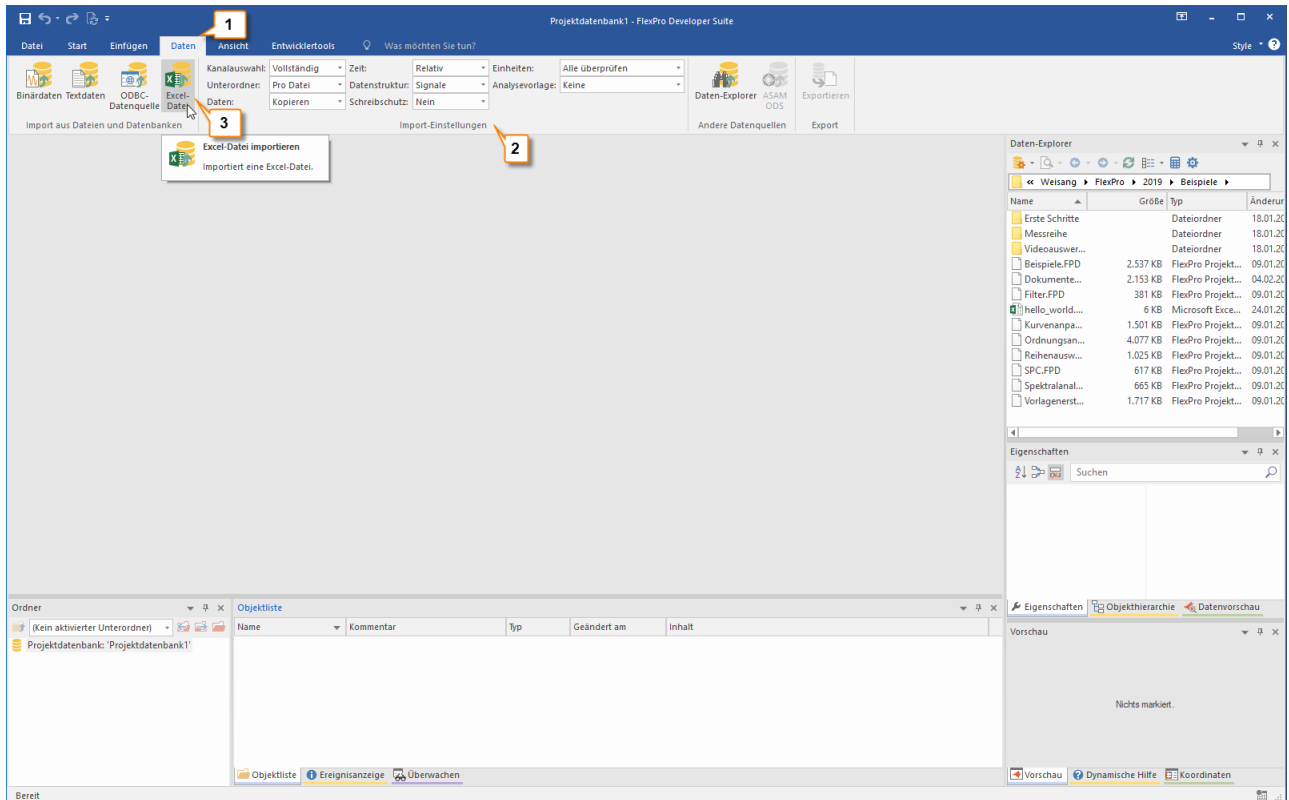 1
Projektdatenbank1 - FlexPro Developer Suite
Datei Start Einfügen Daten Ansicht Entwicklertools Was möchten Sie tun? Style
Kanalauswahl: Vollständig Zeit: Relativ Einheiten: Alle überprüfen
Unterordner: Pro Datei Datenstruktur: Signale Analysevorlage: Keine
Daten: Kopieren Schreibschutz: Nein
Binärdaten Textdaten ODBC-Datenquelle Excel-Datei
Daten-Explorer ASAM ODS Exportieren
Import aus Dateien und Datenbanken Import-Einstellungen Andere Datenquellen Export
3
2
Excel-Datei importieren
Importiert eine Excel-Datei.
Daten-Explorer
« Weisang FlexPro 2019 Beispiele
Name Größe Typ Änderur
Erste Schritte Dateiordner 18.01.20
Messreihe Dateiordner 18.01.20
Videoauswer... Dateiordner 18.01.20
Beispiele.FPD 2.537 KB FlexPro Projekt... 09.01.20
Dokumente... 2.153 KB FlexPro Projekt... 04.02.20
Filter.FPD 381 KB FlexPro Projekt... 09.01.20
hello_world.... 6 KB Microsoft Exce... 24.01.20
Kurvenanpa... 1.501 KB FlexPro Projekt... 09.01.20
Ordnungsan... 4.077 KB FlexPro Projekt... 09.01.20
Reihenausw... 1.025 KB FlexPro Projekt... 09.01.20
SPC.FPD 617 KB FlexPro Projekt... 09.01.20
Spektralanal... 665 KB FlexPro Projekt... 09.01.20
Vorlagenerst... 1.717 KB FlexPro Projekt... 09.01.20
Eigenschaften
Suchen
Eigenschaften Objekthierarchie Datenvorschau
Ordner
(Kein aktivierter Unterordner)
Projektdatenbank: 'Projektdatenbank1'
Objektliste
Name Kommentar Typ Geändert am Inhalt
Objektliste Ereignisanzeige Überwachen
Vorschau
Nichts markiert.
Vorschau Dynamische Hilfe Koordinaten
Bereit